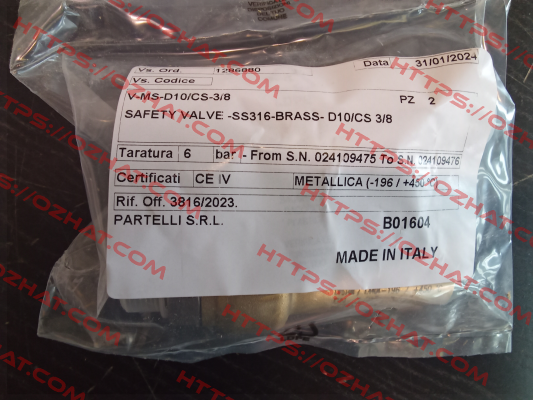 Vs. Ord. 1286080 Data 31/01/2024
Vs. Codice
V-MS-D10/CS-3/8 PZ 2
SAFETY VALVE -SS316-BRASS- D10/CS 3/8
Taratura 6 bar - From S.N. 024109475 To S.N. 024109476
Certificati CE IV METALLICA (-196 / +450°C)
Rif. Off. 3816/2023.
PARTELLI S.R.L. B01604
MADE IN ITALY
HTTPS://OZHAT.COM